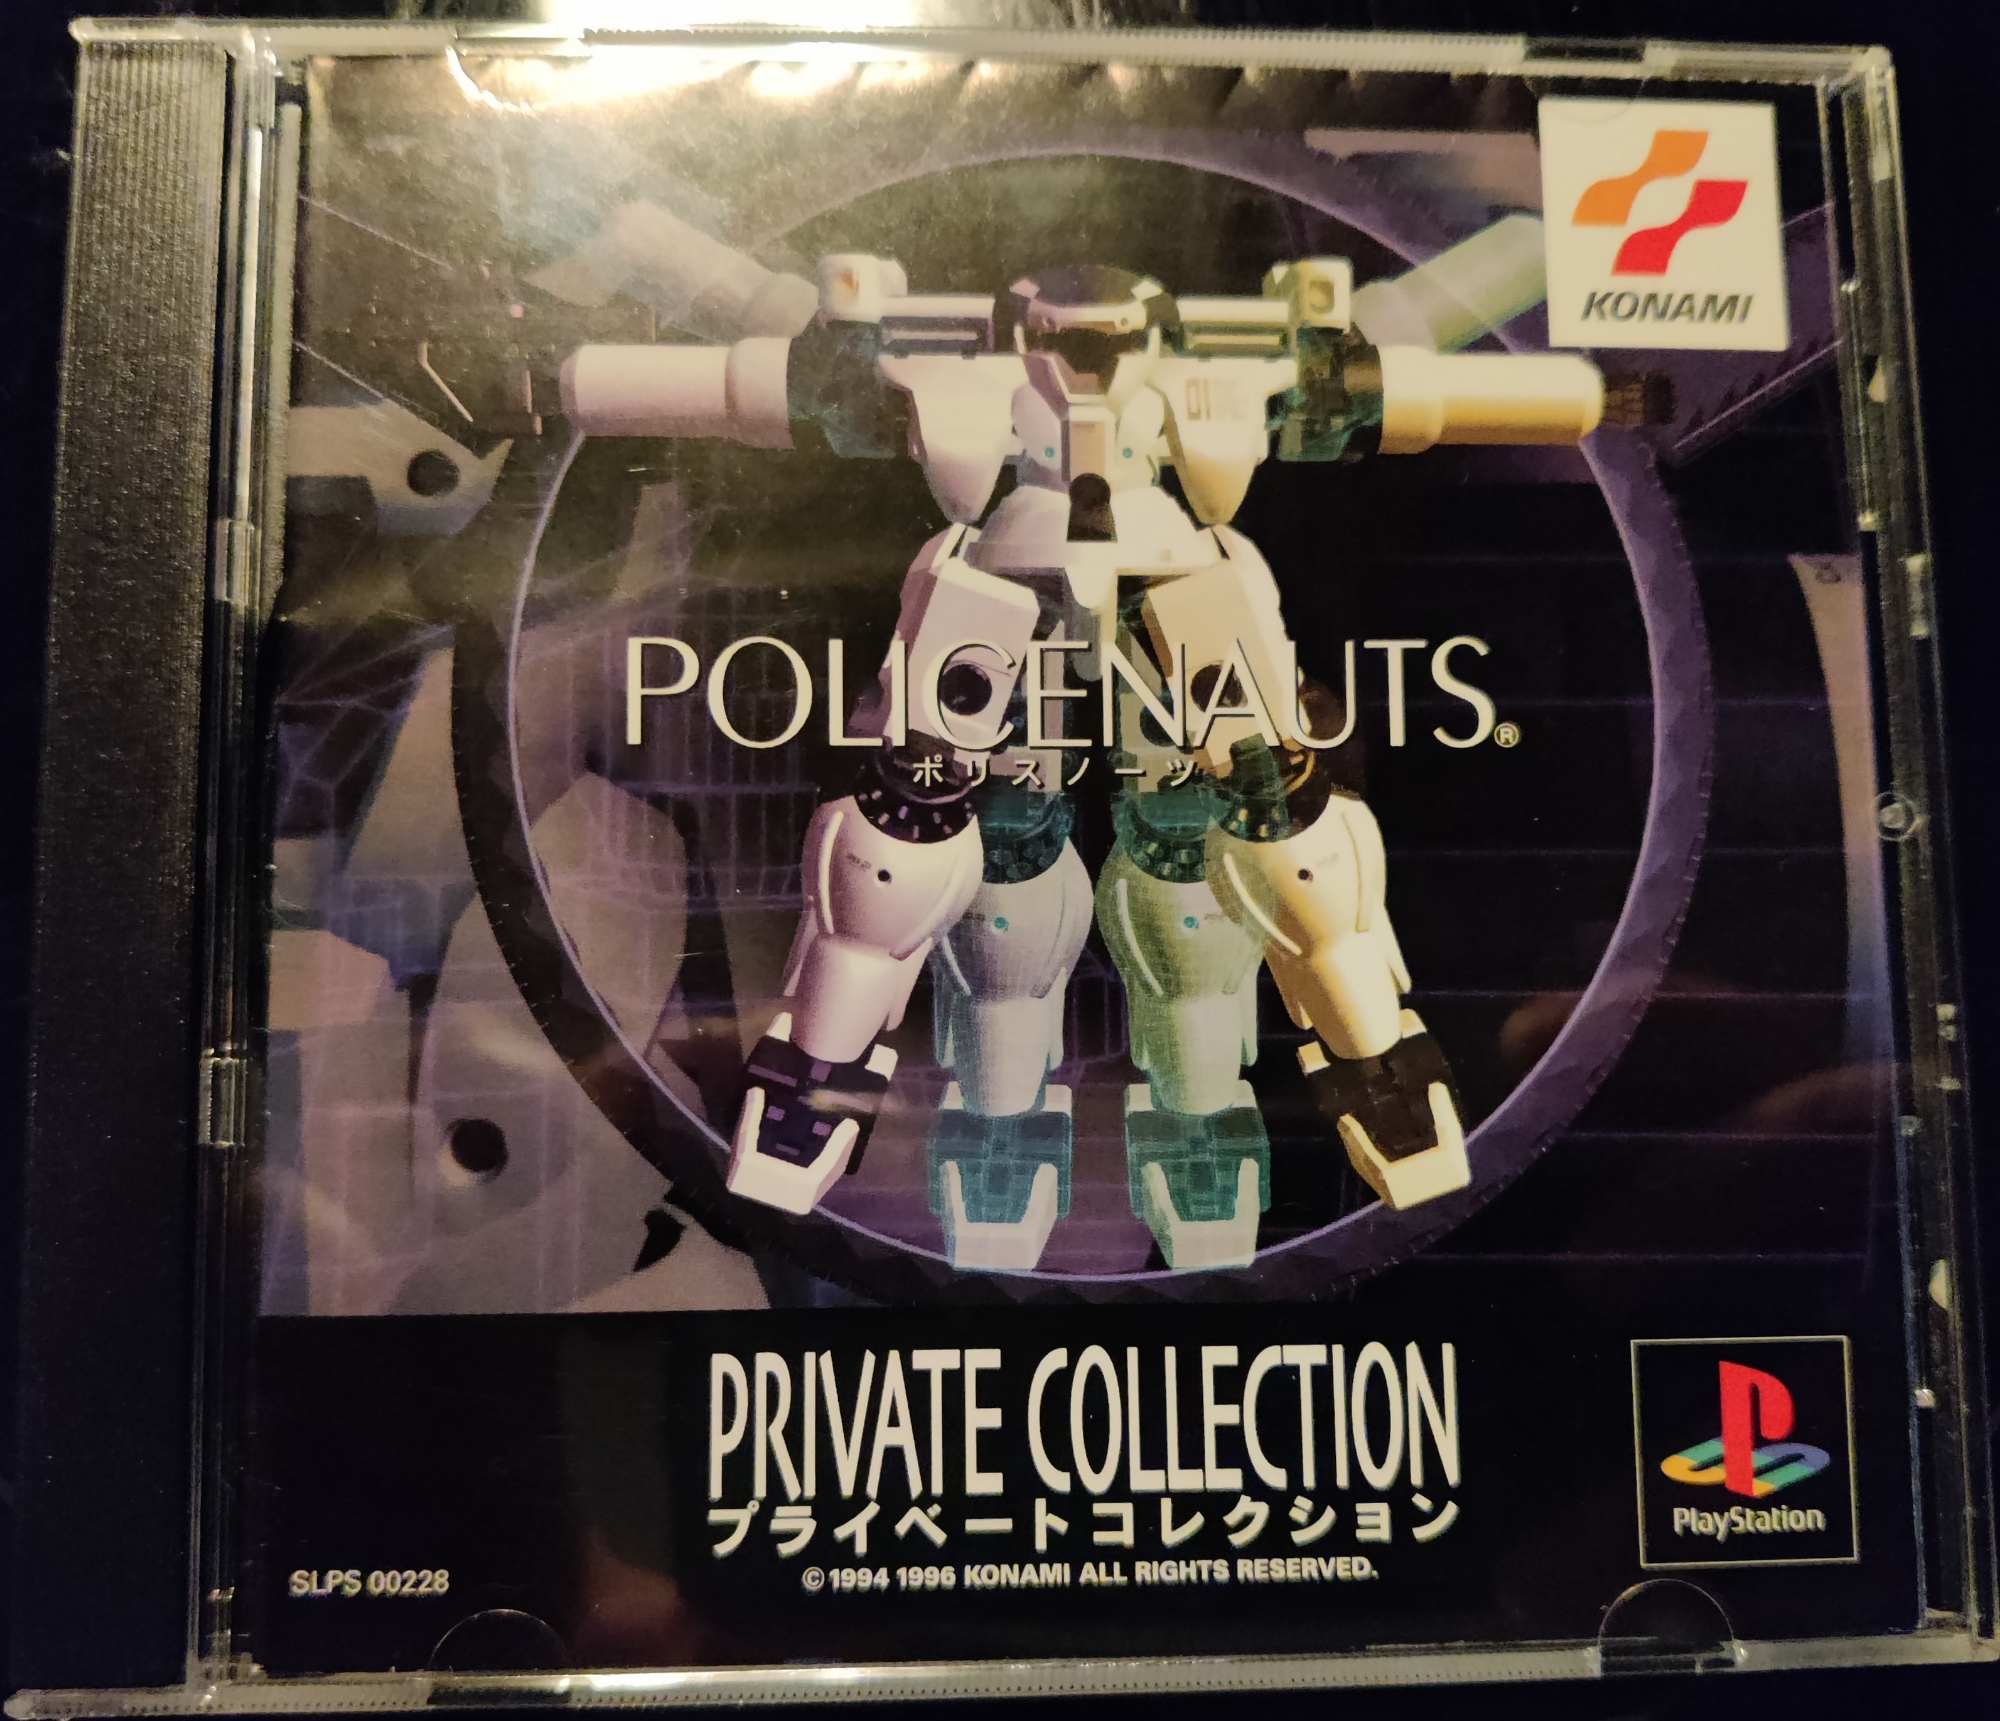 KONAMI
01
POLICENAUTS®
ポリスノーツ
PRIVATE COLLECTION
プライベートコレクション
©1994 1996 KONAMI ALL RIGHTS RESERVED.
SLPS 00228
PlayStation